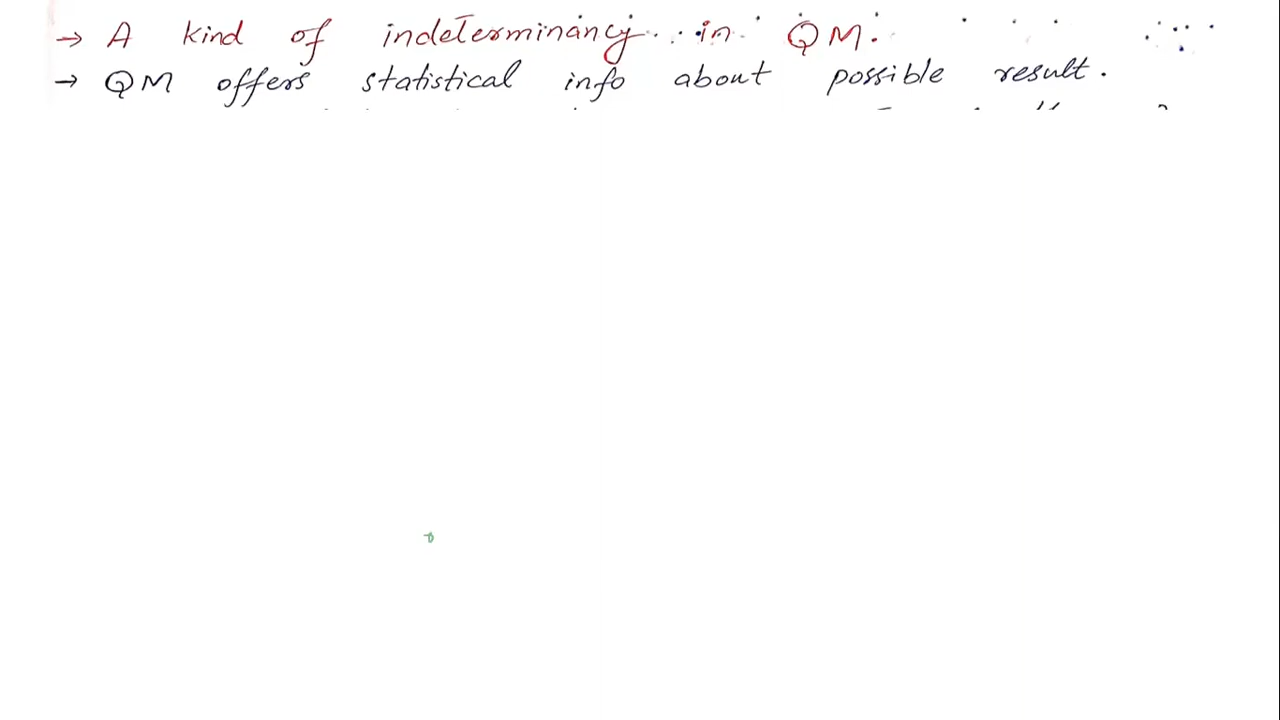 → A kind of indeterminancy in QM.
→ QM offers statistical info about possible result.